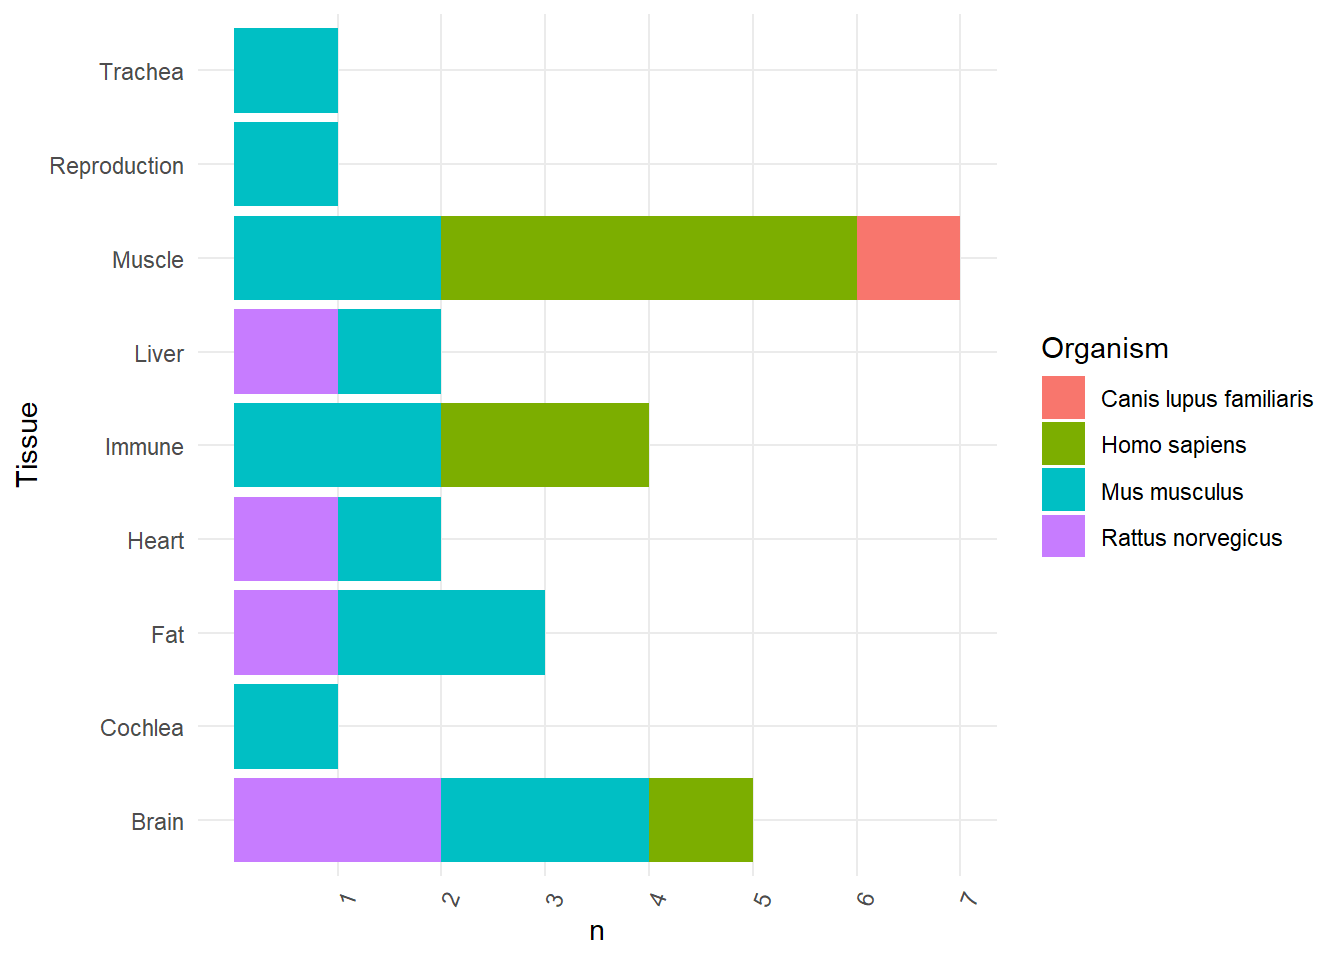 Trachea
Reproduction
Muscle
Liver
Immune
Heart
Fat
Cochlea
Brain
Tissue
1 2 3 4 5 6 7
n
Organism
Canis lupus familiaris
Homo sapiens
Mus musculus
Rattus norvegicus